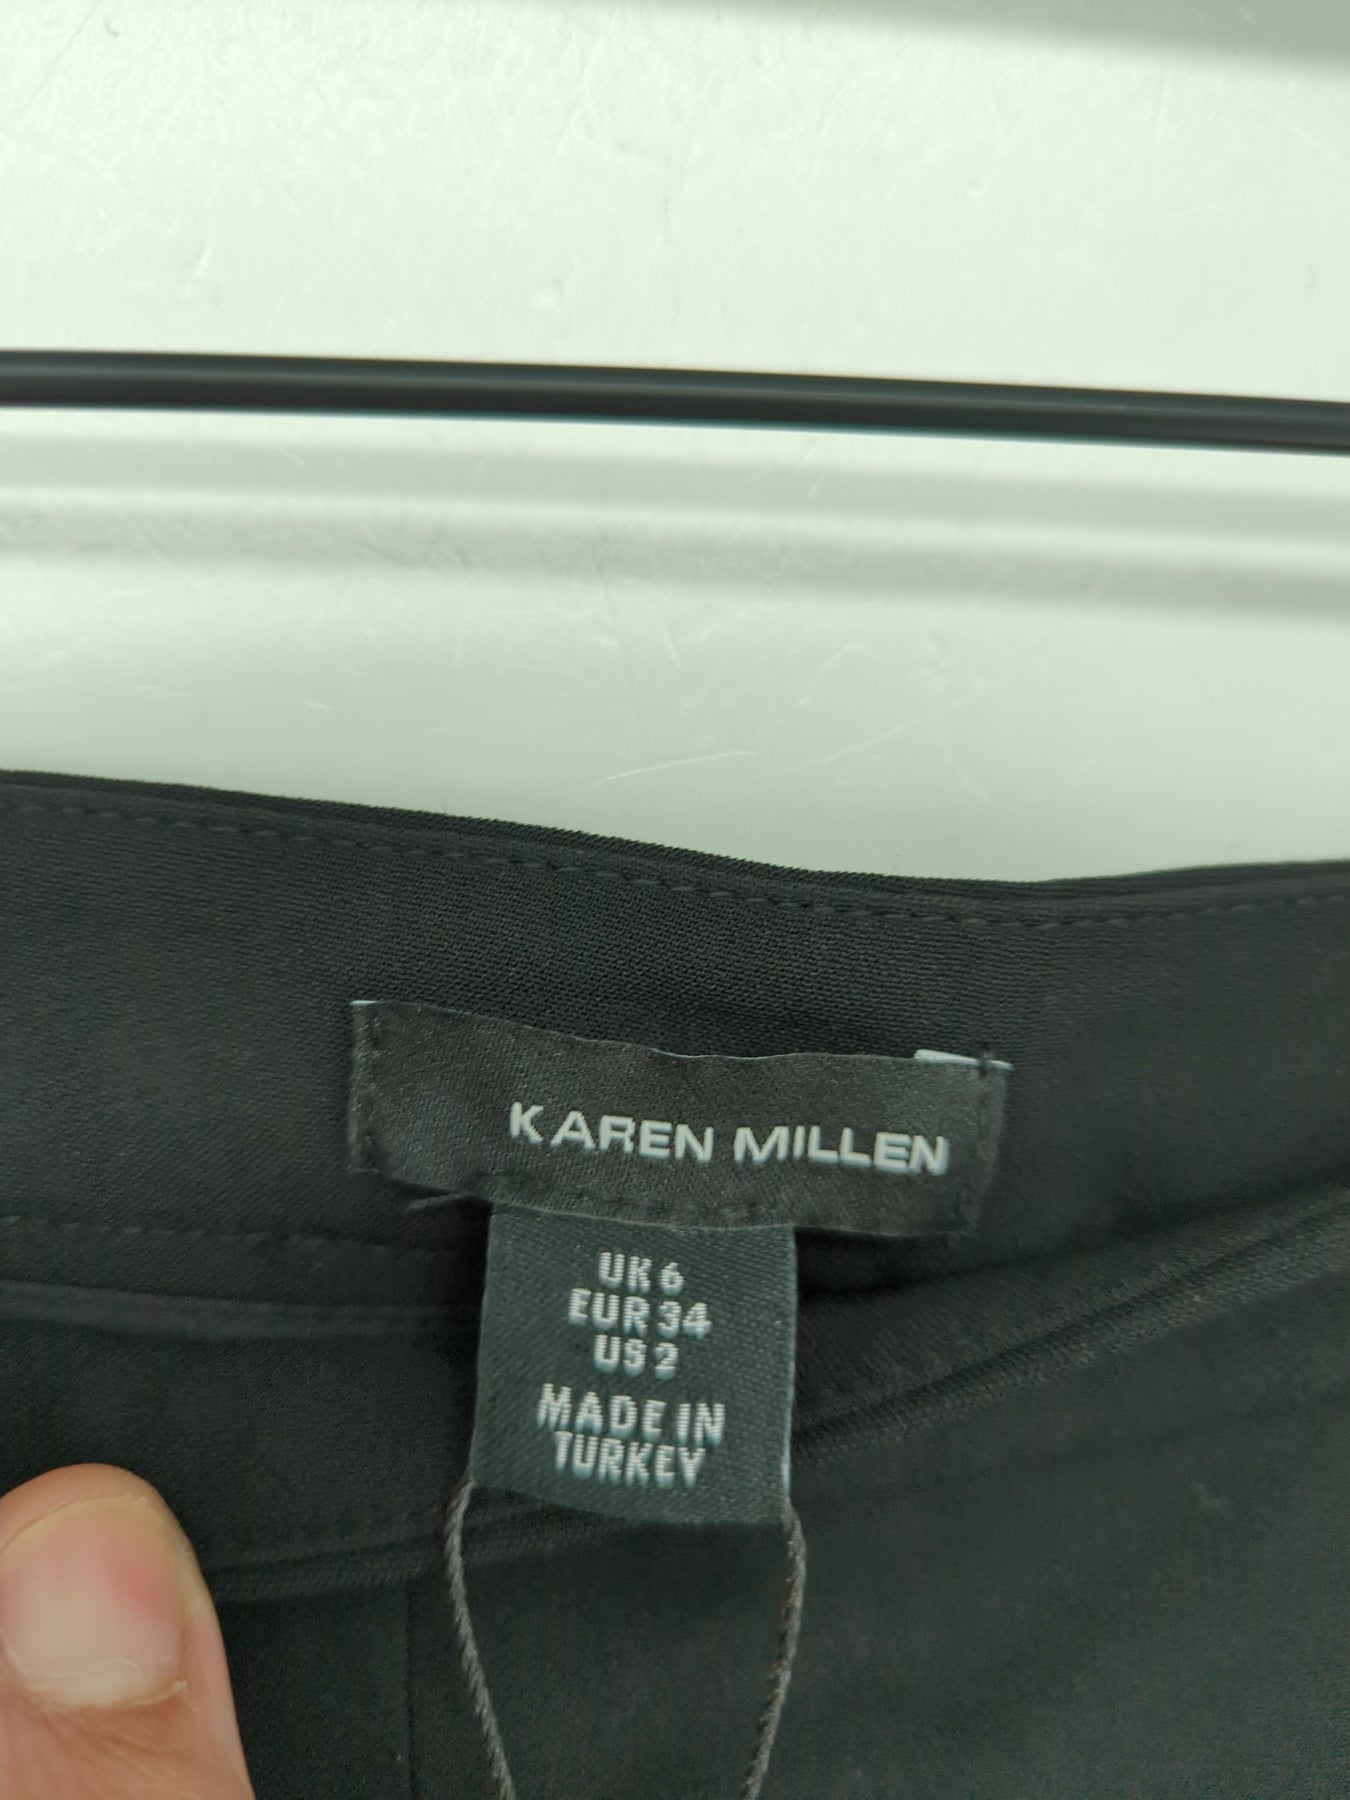 KAREN MILLEN
UK 6
EUR 34
US 2
MADE IN
TURKEY